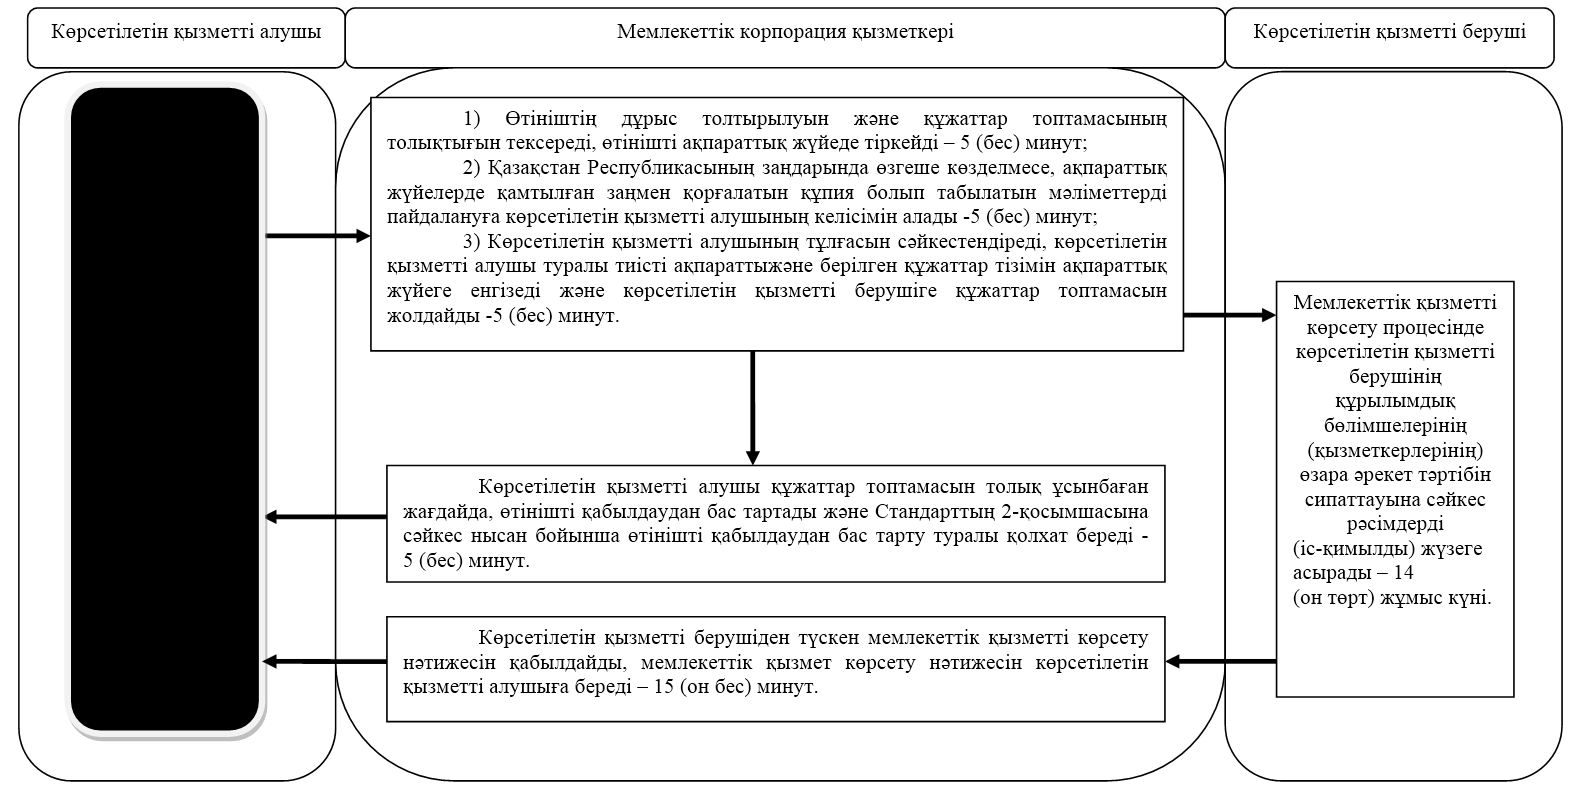 Көрсетілетін қызметті алушы
Мемлекеттік корпорация қызметкері
Көрсетілетін қызметті беруші
1) Өтініштің дұрыс толтырылуын және құжаттар топтамасының
толықтығын тексереді, өтінішті ақпараттық жүйеде тіркейді – 5 (бес) минут;
2) Қазақстан Республикасының заңдарында өзгеше көзделмесе, ақпараттық
жүйелерде қамтылған заңмен қорғалатын құпия болып табылатын мәліметтерді
пайдалануға көрсетілетін қызметті алушының келісімін алады -5 (бес) минут;
3) Көрсетілетін қызметті алушының тұлғасын сәйкестендіреді, көрсетілетін
қызметті алушы туралы тиісті ақпараттыжәне берілген құжаттар тізімін ақпараттық
жүйеге енгізеді және көрсетілетін қызметті берушіге құжаттар топтамасын
жолдайды -5 (бес) минут.
Көрсетілетін қызметті алушы құжаттар топтамасын толық ұсынбаған
жағдайда, өтінішті қабылдаудан бас тартады және Стандарттың 2-қосымшасына
сәйкес нысан бойынша өтінішті қабылдаудан бас тарту туралы қолхат береді -
5 (бес) минут.
Көрсетілетін қызметті берушіден түскен мемлекеттік қызметті көрсету
нәтижесін қабылдайды, мемлекеттік қызмет көрсету нәтижесін көрсетілетін
қызметті алушыға береді – 15 (он бес) минут.
Мемлекеттік қызметті
көрсету процесінде
көрсетілетін қызметті
берушінің
құрылымдық
бөлімшелерінің
(қызметкерлерінің)
өзара әрекет тәртібін
сипаттауына сәйкес
рәсімдерді
(іс-қимылды) жүзеге
асырады – 14
(он төрт) жұмыс күні.